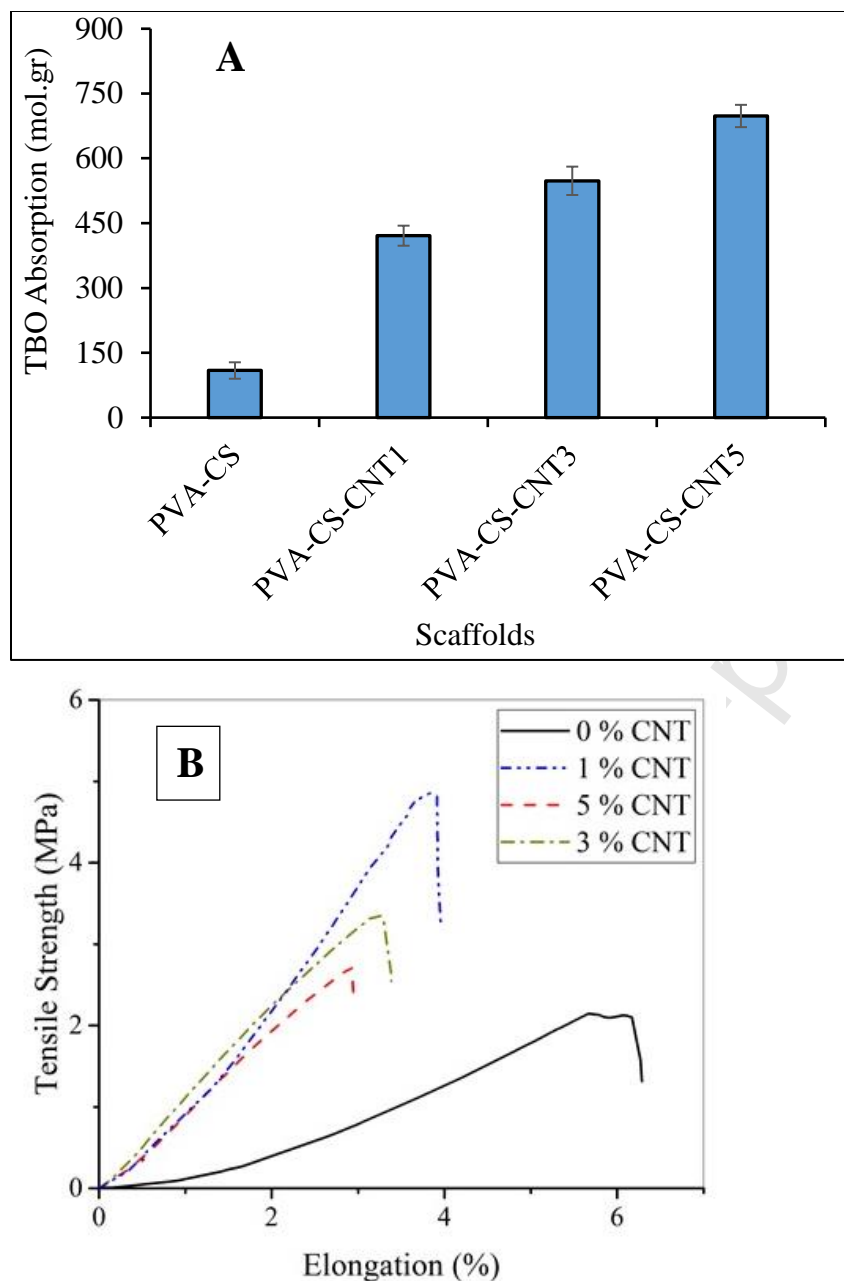 A
TBO Absorption (mol.gr)
900
750
600
450
300
150
0
PVA-CS
PVA-CS-CNT1
PVA-CS-CNT3
PVA-CS-CNT5
Scaffolds
B
Tensile Strength (MPa)
6
4
2
0
0 % CNT
1 % CNT
5 % CNT
3 % CNT
0 2 4 6
Elongation (%)